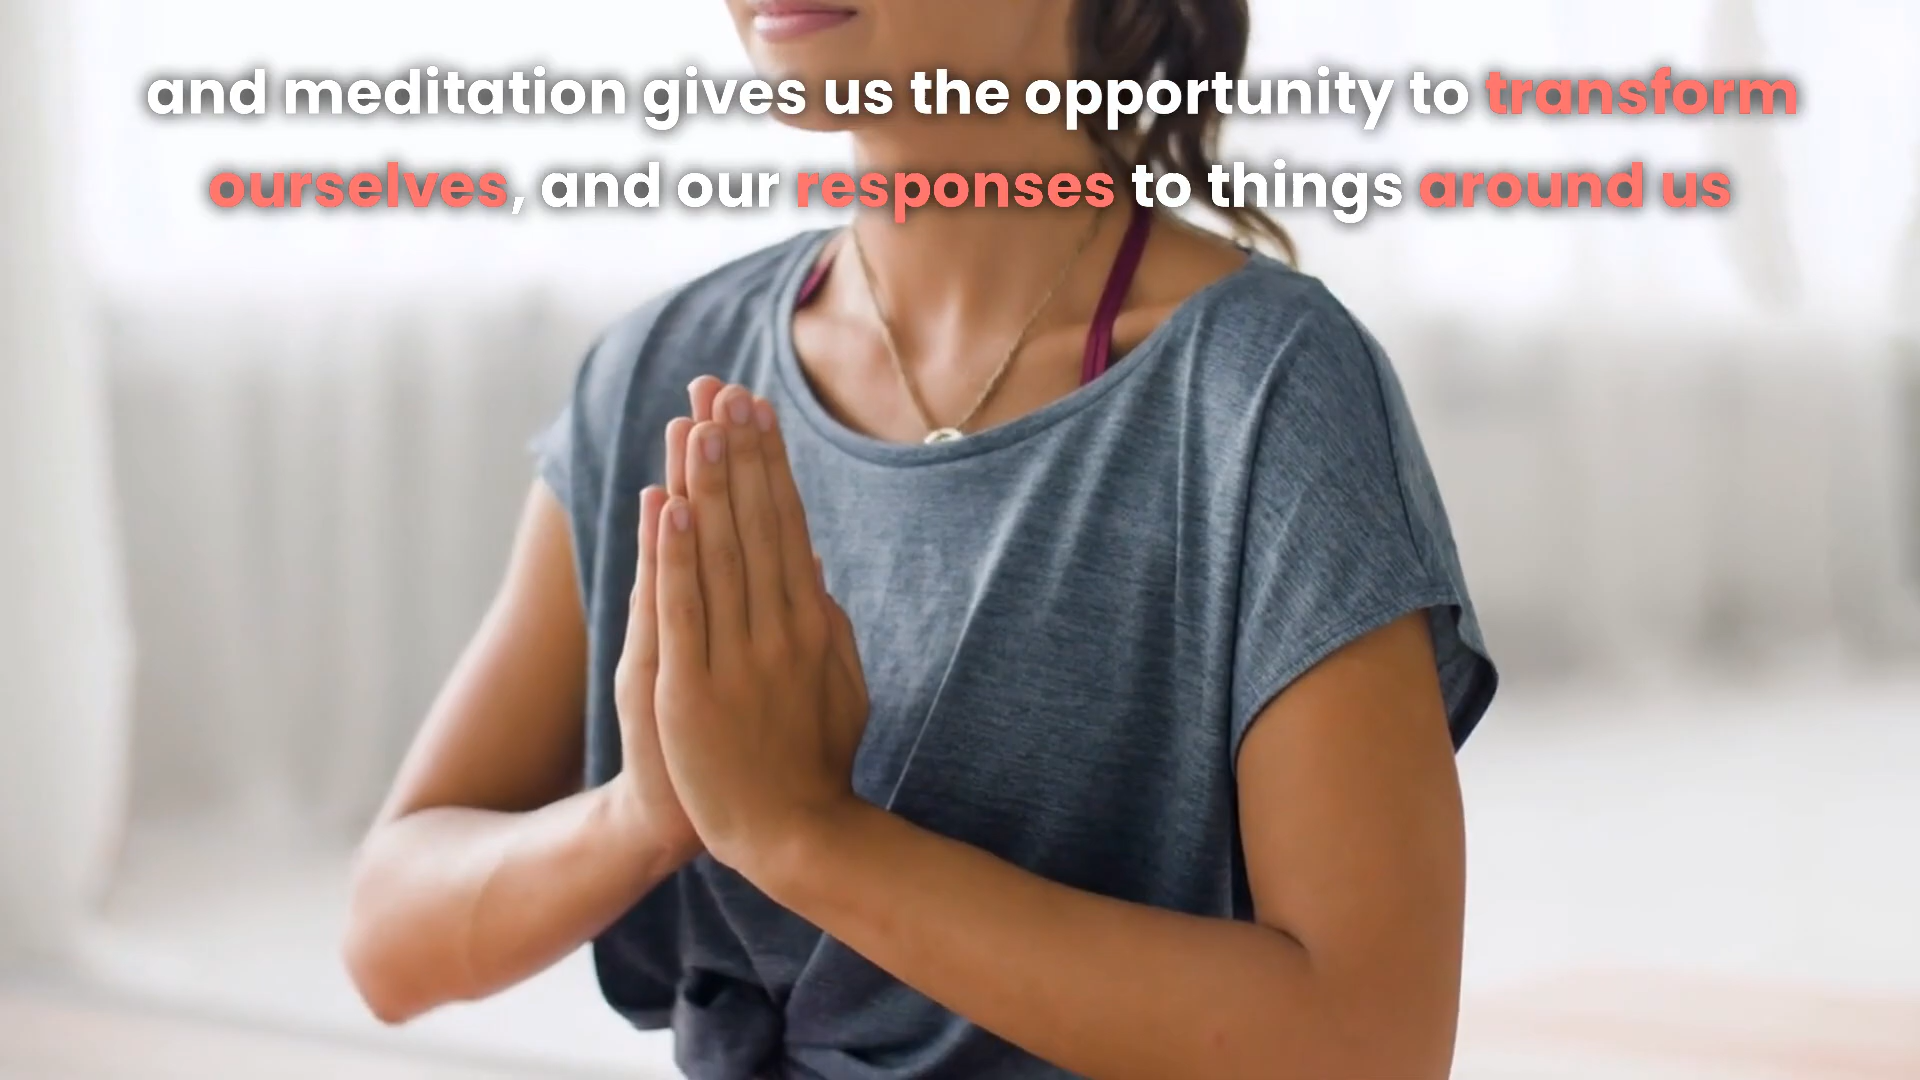 and meditation gives us the opportunity to transform
ourselves, and our responses to things around us